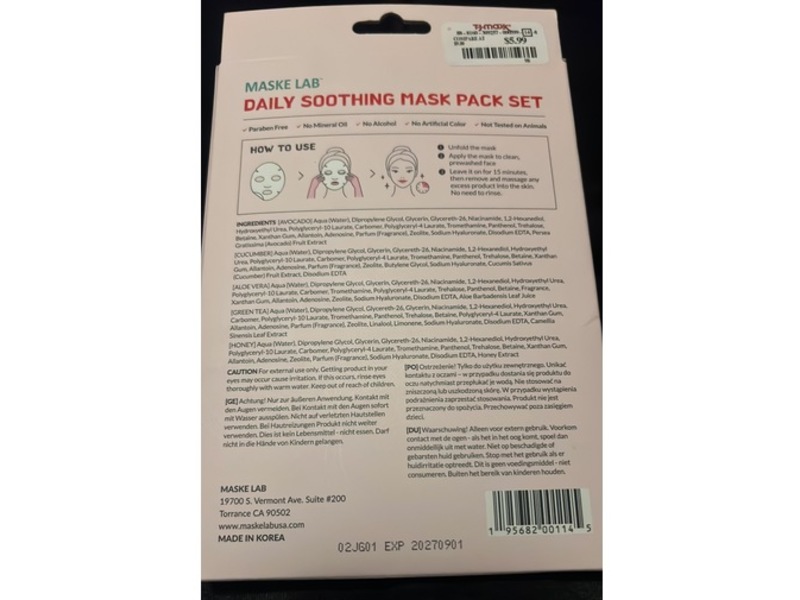 TJ-maxx
COMPARE AT
$5.99
MASKE LAB™
DAILY SOOTHING MASK PACK SET
✓ Paraben Free ✓ No Mineral Oil ✓ No Alcohol ✓ No Artificial Color ✓ Not Tested on Animals
HOW TO USE
1 Unfold the mask
2 Apply the mask to clean,
prewashed face
3 Leave it on for 15 minutes,
then remove and massage any
excess product into the skin.
No need to rinse.
INGREDIENTS [AVOCADO] Aqua (Water), Dipropylene Glycol, Glycerin, Glycereth-26, Niacinamide, 1,2-Hexanediol,
Hydroxyethyl Urea, Polyglyceryl-10 Laurate, Carbomer, Polyglyceryl-4 Laurate, Tromethamine, Panthenol, Trehalose,
Betaine, Xanthan Gum, Allantoin, Adenosine, Parfum (Fragrance), Zeolite, Sodium Hyaluronate, Disodium EDTA, Persea
Gratissima (Avocado) Fruit Extract
[CUCUMBER] Aqua (Water), Dipropylene Glycol, Glycerin, Glycereth-26, Niacinamide, 1,2-Hexanediol, Hydroxyethyl
Urea, Polyglyceryl-10 Laurate, Carbomer, Polyglyceryl-4 Laurate, Tromethamine, Panthenol, Trehalose, Betaine, Xanthan
Gum, Allantoin, Adenosine, Parfum (Fragrance), Zeolite, Butylene Glycol, Sodium Hyaluronate, Cucumis Sativus
(Cucumber) Fruit Extract, Disodium EDTA
[ALOE VERA] Aqua (Water), Dipropylene Glycol, Glycerin, Glycereth-26, Niacinamide, 1,2-Hexanediol, Hydroxyethyl Urea,
Polyglyceryl-10 Laurate, Carbomer, Tromethamine, Polyglyceryl-4 Laurate, Trehalose, Panthenol, Betaine, Fragrance,
Xanthan Gum, Allantoin, Adenosine, Zeolite, Sodium Hyaluronate, Disodium EDTA, Aloe Barbadensis Leaf Juice
[GREEN TEA] Aqua (Water), Dipropylene Glycol, Glycerin, Glycereth-26, Niacinamide, 1,2-Hexanediol, Hydroxyethyl Urea,
Carbomer, Polyglyceryl-10 Laurate, Tromethamine, Panthenol, Trehalose, Betaine, Polyglyceryl-4 Laurate, Xanthan Gum,
Allantoin, Adenosine, Parfum (Fragrance), Zeolite, Linalool, Limonene, Sodium Hyaluronate, Disodium EDTA, Camellia
Sinensis Leaf Extract
[HONEY] Aqua (Water), Dipropylene Glycol, Glycerin, Glycereth-26, Niacinamide, 1,2-Hexanediol, Hydroxyethyl Urea,
Polyglyceryl-10 Laurate, Carbomer, Polyglyceryl-4 Laurate, Tromethamine, Panthenol, Trehalose, Betaine, Xanthan Gum,
Allantoin, Adenosine, Zeolite, Parfum (Fragrance), Sodium Hyaluronate, Disodium EDTA, Honey Extract
CAUTION For external use only. Getting product in your
eyes may occur cause irritation. If this occurs, rinse eyes
thoroughly with warm water. Keep out of reach of children.
[GE] Achtung! Nur zur äußeren Anwendung. Kontakt mit
den Augen vermeiden. Bei Kontakt mit den Augen sofort
mit Wasser ausspülen. Nicht auf verletzten Hautstellen
verwenden. Bei Hautreizungen Produkt nicht weiter
verwenden. Dies ist kein Lebensmittel - nicht essen. Darf
nicht in die Hände von Kindern gelangen.
[PO] Ostrzeżenie! Tylko do użytku zewnętrznego. Unikać
kontaktu z oczami – w przypadku dostania się produktu do
oczu natychmiast przepłukać je wodą. Nie stosować na
zniszczoną lub uszkodzoną skórę. W przypadku wystąpienia
podrażnienia zaprzestać stosowania. Produkt nie jest
przeznaczony do spożycia. Przechowywać poza zasięgiem
dzieci.
[DU] Waarschuwing! Alleen voor extern gebruik. Voorkom
contact met de ogen - als het in het oog komt, spoel dan
onmiddellijk uit met water. Niet op beschadigde of
gebarsten huid gebruiken. Stop met het gebruik als er
huidirritatie optreedt. Dit is geen voedingsmiddel - niet
consumeren. Buiten het bereik van kinderen houden.
MASKE LAB
19700 S. Vermont Ave. Suite #200
Torrance CA 90502
www.maskelabusa.com
MADE IN KOREA
02JG01 EXP 20270901
1 95682 00114 5